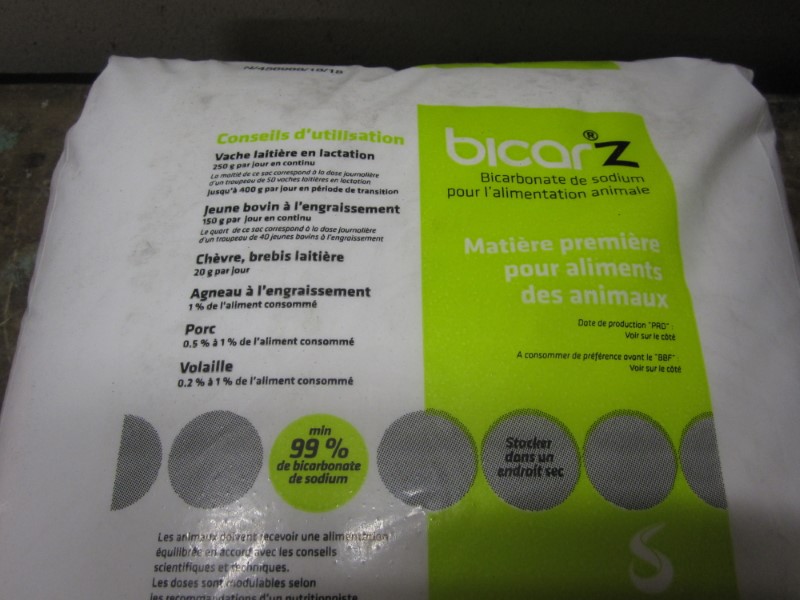 Conseils d'utilisation
Vache laitière en lactation
250 g par jour en continu
La moitié de ce sac correspond à la dose journalière
d'un troupeau de 50 vaches laitières en lactation
Jusqu'à 400 g par jour en période de transition
Jeune bovin à l'engraissement
150 g par jour en continu
Le quart de ce sac correspond à la dose journalière
d'un troupeau de 40 jeunes bovins à l'engraissement
Chèvre, brebis laitière
20 g par jour
Agneau à l'engraissement
1 % de l'aliment consommé
Porc
0.5 % à 1 % de l'aliment consommé
Volaille
0.2 % à 1 % de l'aliment consommé
bicar®Z
Bicarbonate de sodium
pour l'alimentation animale
Matière première
pour aliments
des animaux
Date de production "PRD" :
Voir sur le côté
A consommer de préférence avant le "BBF" :
Voir sur le côté
min
99 %
de bicarbonate
de sodium
Stocker
dans un
endroit sec
Les animaux doivent recevoir une alimentation
équilibrée en accord avec les conseils
scientifiques et techniques.
Les doses sont modulables selon
les recommandations d'un nutritionniste